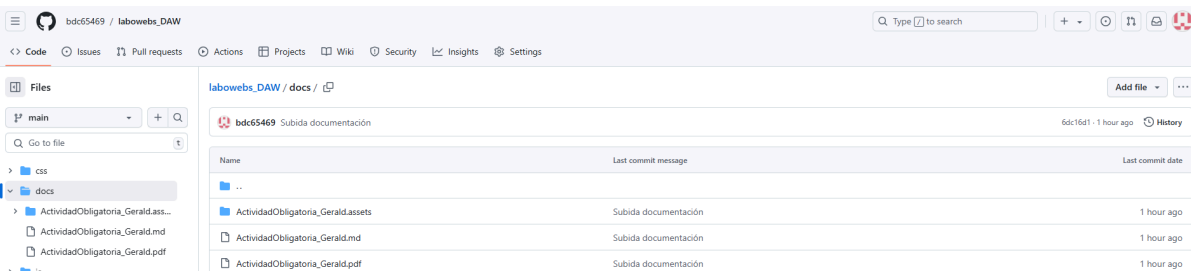 bdc65469 / labowebs_DAW
Type / to search
<> Code Issues Pull requests Actions Projects Wiki Security Insights Settings
Files
main
Go to file t
css
docs
ActividadObligatoria_Gerald.ass...
ActividadObligatoria_Gerald.md
ActividadObligatoria_Gerald.pdf
labowebs_DAW / docs /
Add file
bdc65469 Subida documentación
6dc16d1 · 1 hour ago History
Name Last commit message Last commit date
..
ActividadObligatoria_Gerald.assets Subida documentación 1 hour ago
ActividadObligatoria_Gerald.md Subida documentación 1 hour ago
ActividadObligatoria_Gerald.pdf Subida documentación 1 hour ago